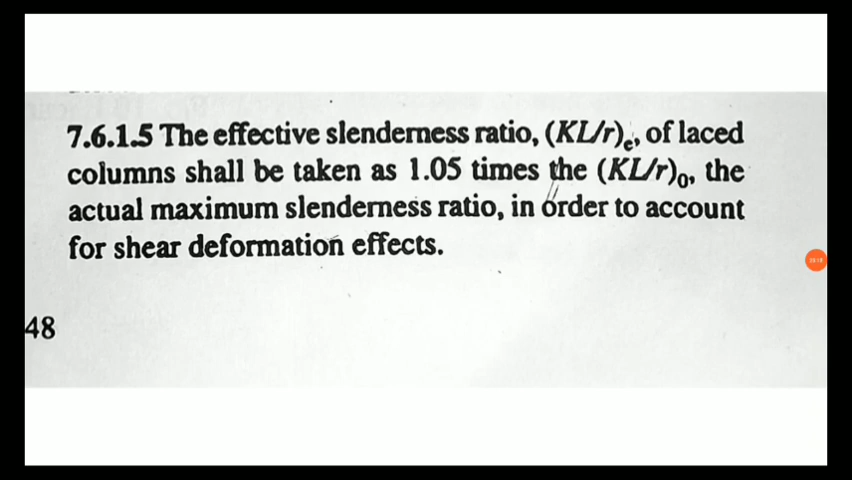 7.6.1.5 The effective slenderness ratio, (KL/r)e, of laced
columns shall be taken as 1.05 times the (KL/r)0, the
actual maximum slenderness ratio, in order to account
for shear deformation effects.
48